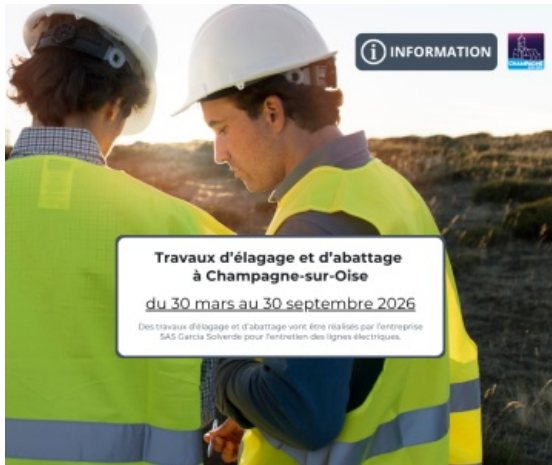 INFORMATION
CHAMPAGNE
Travaux d'élagage et d'abattage
à Champagne-sur-Oise
du 30 mars au 30 septembre 2026
Des travaux d'élagage et d'abattage vont être réalisés par l'entreprise
SAS Garcia Solverde pour l'entretien des lignes électriques.